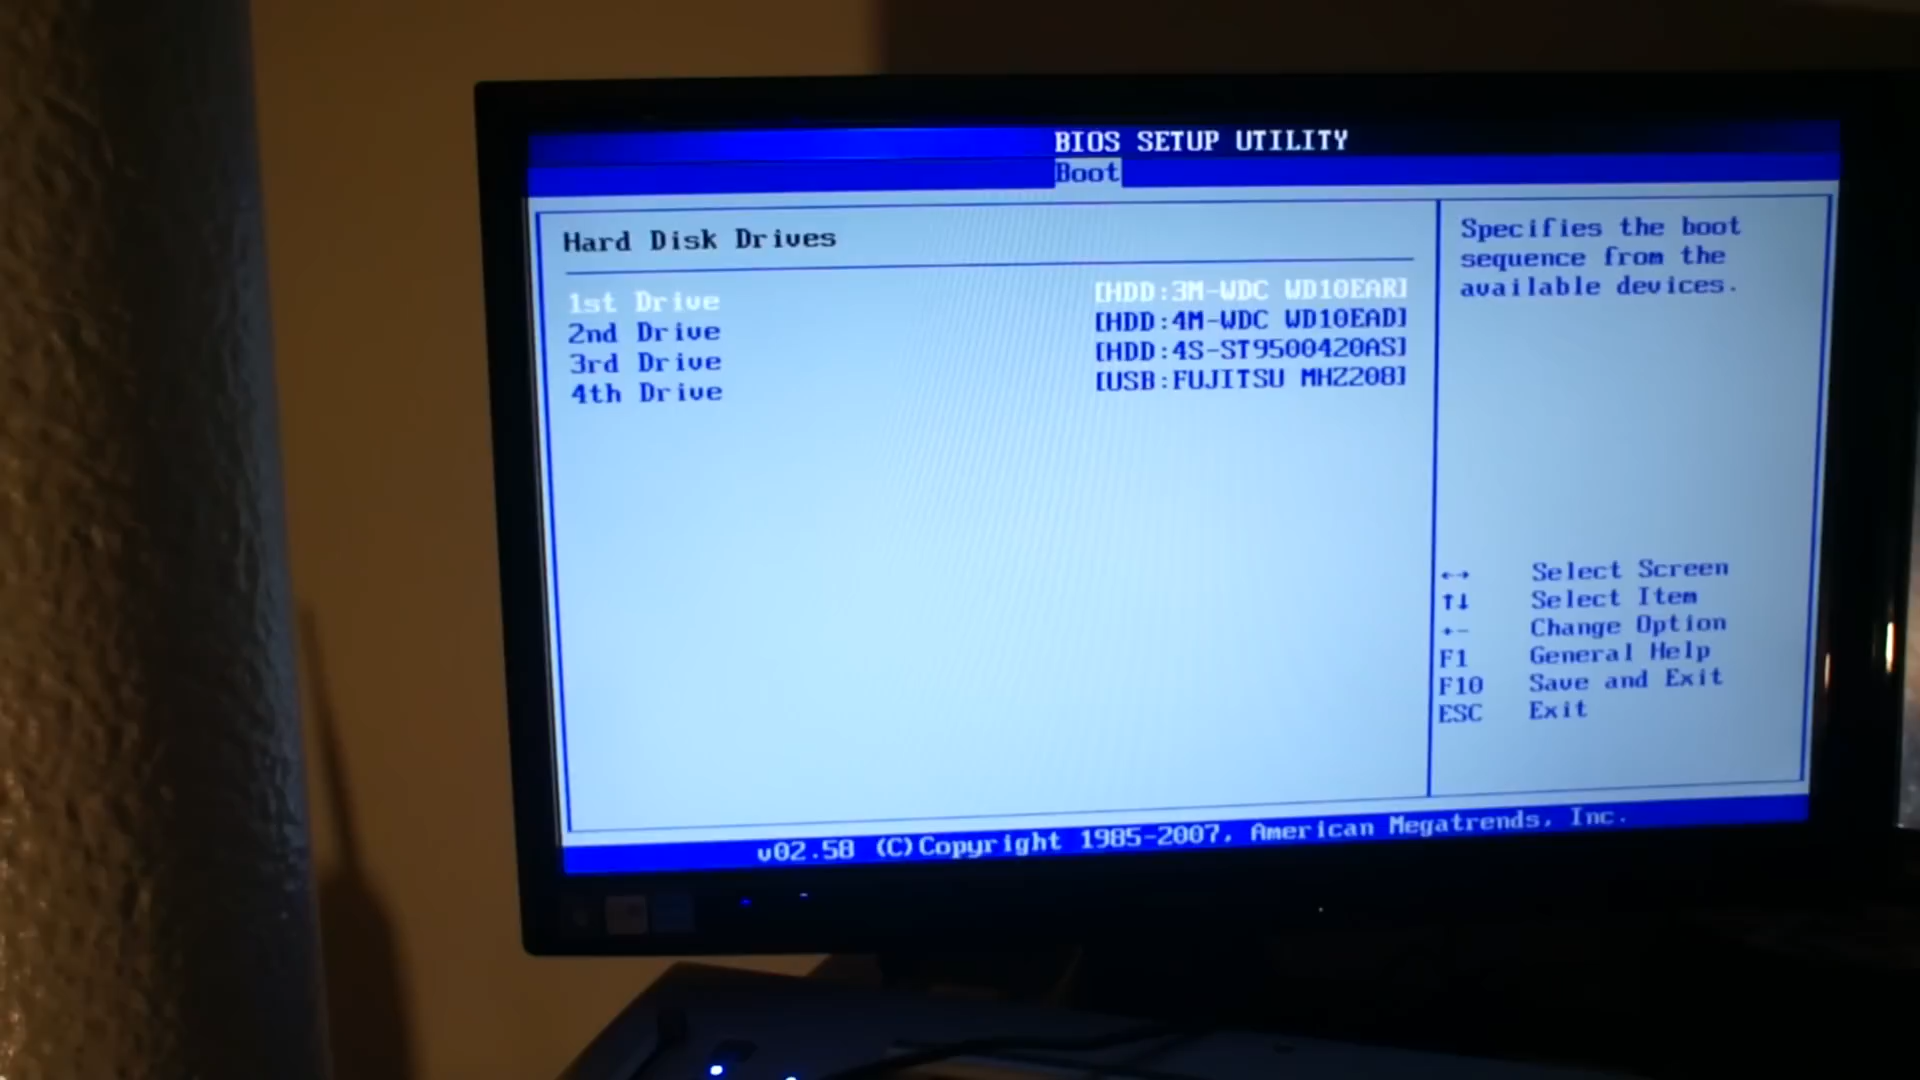 BIOS SETUP UTILITY
Boot
Hard Disk Drives
1st Drive [HDD:3M-WDC WD10EAR]
2nd Drive [HDD:4M-WDC WD10EAD]
3rd Drive [HDD:4S-ST9500420AS]
4th Drive [USB:FUJITSU MHZ208]
Specifies the boot
sequence from the
available devices.
↔ Select Screen
↑↓ Select Item
+- Change Option
F1 General Help
F10 Save and Exit
ESC Exit
v02.58 (C)Copyright 1985-2007, American Megatrends, Inc.